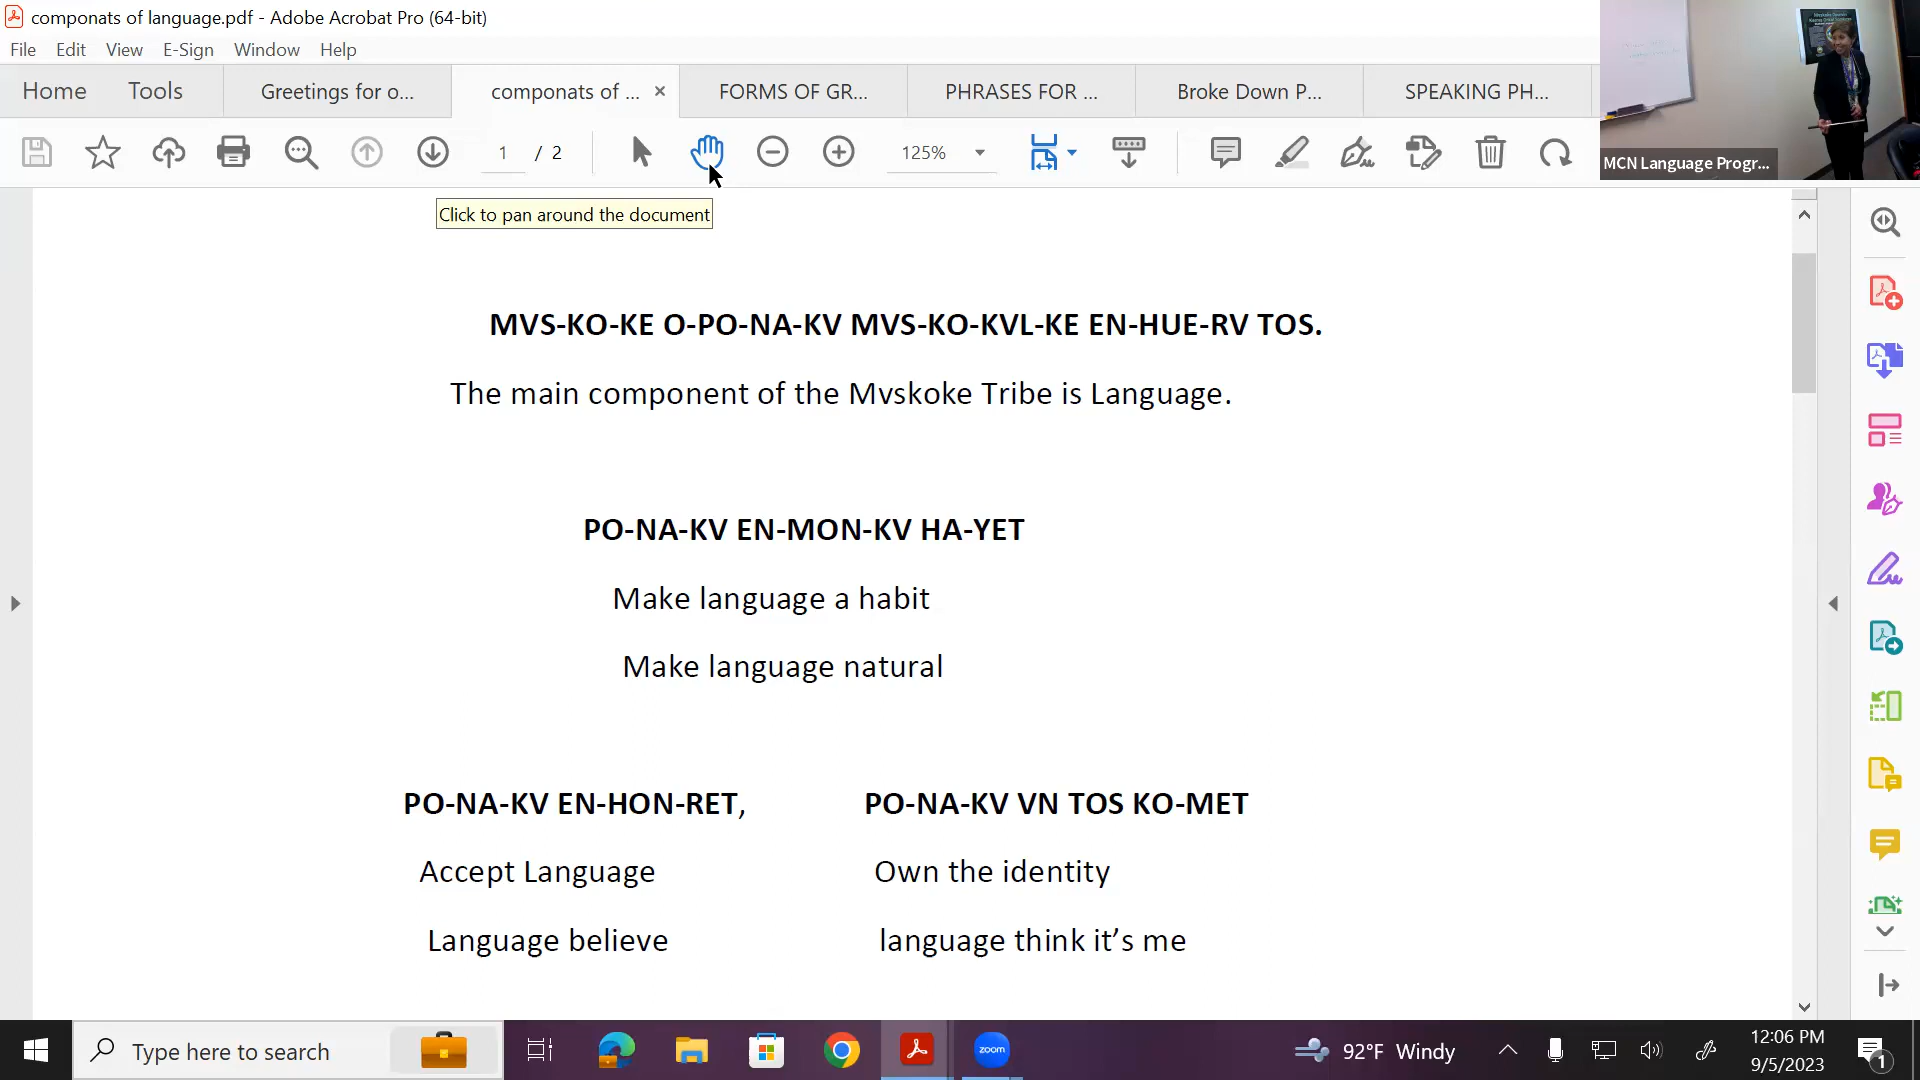 componats of language.pdf - Adobe Acrobat Pro (64-bit)
File Edit View E-Sign Window Help
Home Tools Greetings for o... componats of ... × FORMS OF GR... PHRASES FOR ... Broke Down P... SPEAKING PH...
1 / 2 125%
MCN Language Progr...
Click to pan around the document
MVS-KO-KE O-PO-NA-KV MVS-KO-KVL-KE EN-HUE-RV TOS.
The main component of the Mvskoke Tribe is Language.
PO-NA-KV EN-MON-KV HA-YET
Make language a habit
Make language natural
PO-NA-KV EN-HON-RET, PO-NA-KV VN TOS KO-MET
Accept Language Own the identity
Language believe language think it’s me
Type here to search
zoom
92°F Windy
12:06 PM
9/5/2023
1